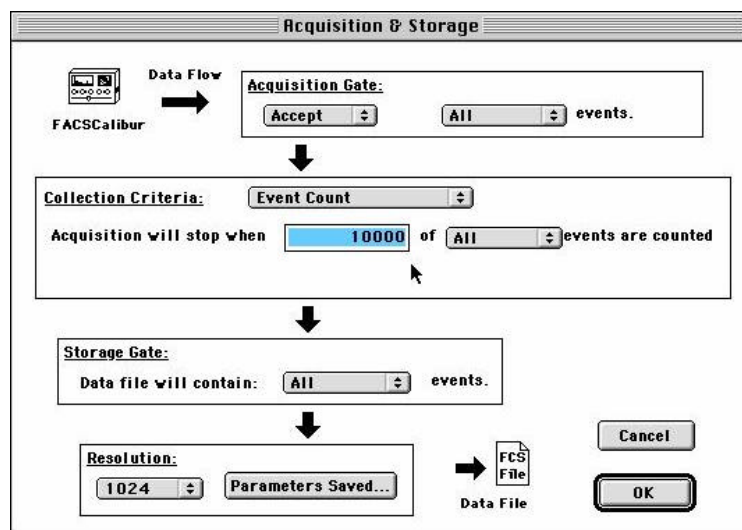 Acquisition & Storage
Data Flow
FACSCalibur
Acquisition Gate:
Accept All events.
Collection Criteria: Event Count
Acquisition will stop when 10000 of All events are counted
Storage Gate:
Data file will contain: All events.
Resolution:
1024 Parameters Saved...
FCS
File
Data File
Cancel
OK